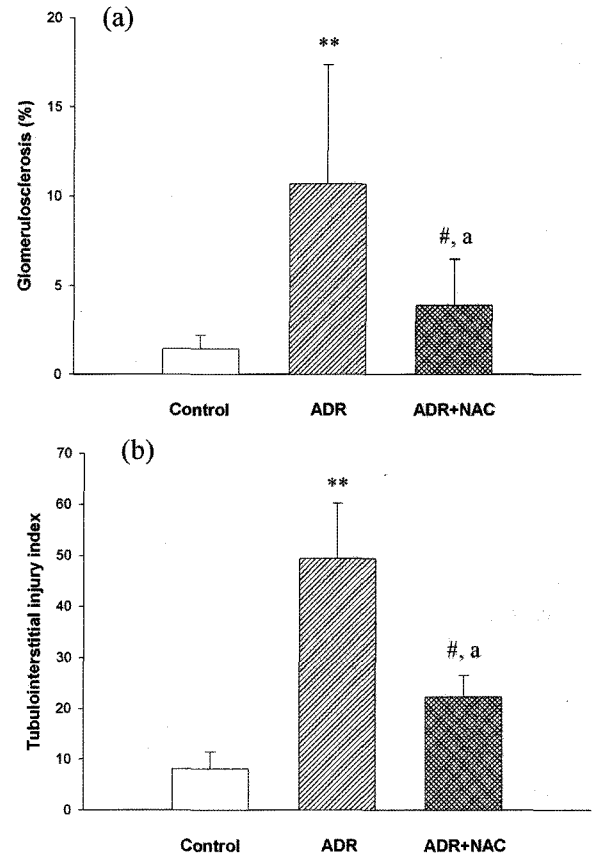 (a)
20
15
10
5
0
Glomerulosclerosis (%)
**
#, a
Control ADR ADR+NAC
(b)
70
60
50
40
30
20
10
0
Tubulointerstitial injury index
**
#, a
Control ADR ADR+NAC